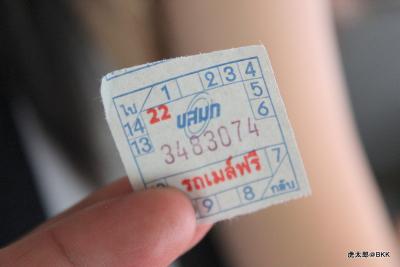 ไป 1 2 3 4
14 22 ขสมก 5
13 3483074 6
รถเมล์ฟรี 7
9 8 กลับ
虎太郎@BKK